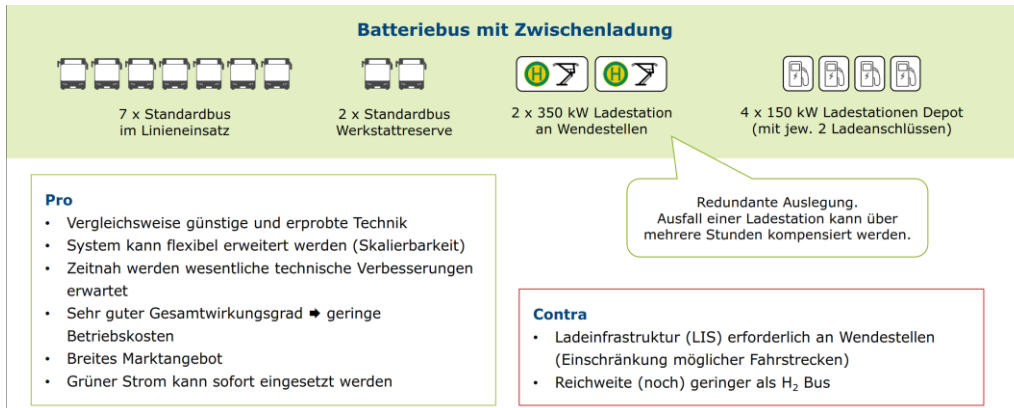 Batteriebus mit Zwischenladung
H
H
7 x Standardbus
im Linieneinsatz
2 x Standardbus
Werkstattreserve
2 x 350 kW Ladestation
an Wendestellen
4 x 150 kW Ladestationen Depot
(mit jew. 2 Ladeanschlüssen)
Redundante Auslegung.
Ausfall einer Ladestation kann über
mehrere Stunden kompensiert werden.
Pro
• Vergleichsweise günstige und erprobte Technik
• System kann flexibel erweitert werden (Skalierbarkeit)
• Zeitnah werden wesentliche technische Verbesserungen
erwartet
• Sehr guter Gesamtwirkungsgrad ➡ geringe
Betriebskosten
• Breites Marktangebot
• Grüner Strom kann sofort eingesetzt werden
Contra
• Ladeinfrastruktur (LIS) erforderlich an Wendestellen
(Einschränkung möglicher Fahrstrecken)
• Reichweite (noch) geringer als H₂ Bus